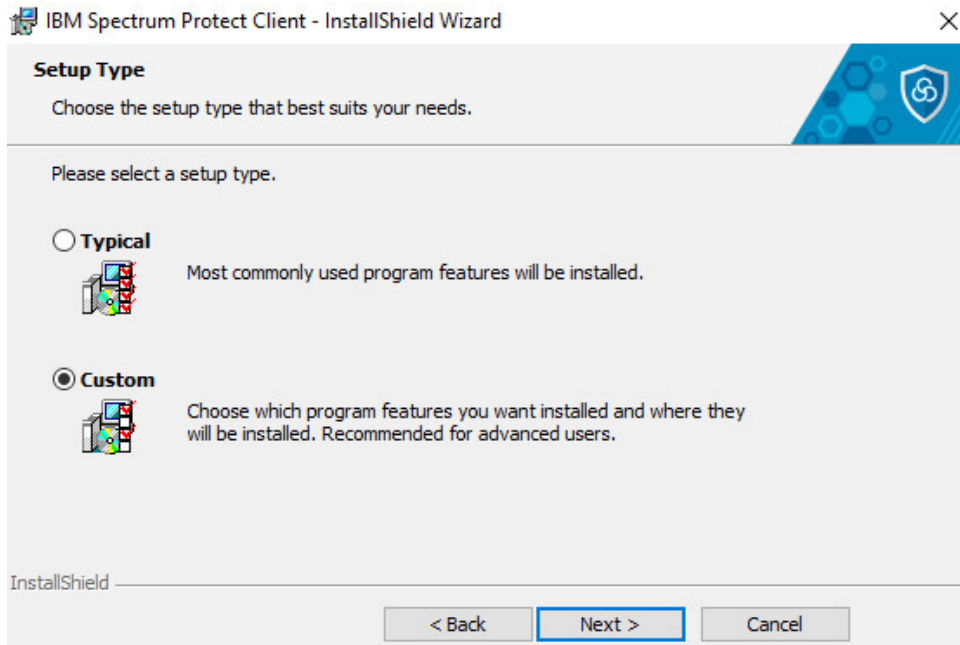 IBM Spectrum Protect Client - InstallShield Wizard
Setup Type
Choose the setup type that best suits your needs.
Please select a setup type.
Typical
Most commonly used program features will be installed.
Custom
Choose which program features you want installed and where they
will be installed. Recommended for advanced users.
InstallShield
< Back
Next >
Cancel